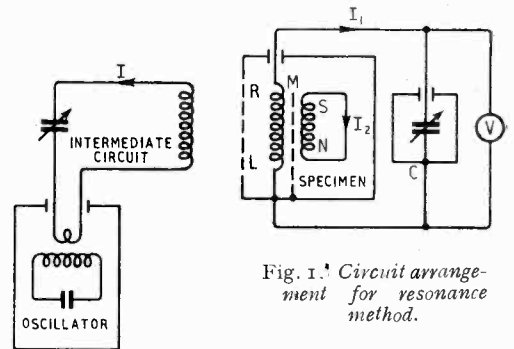 I
INTERMEDIATE
CIRCUIT
OSCILLATOR
I₁
R
M
S
I₂
L
N
SPECIMEN
C
V
Fig. 1. Circuit arrange-
ment for resonance
method.